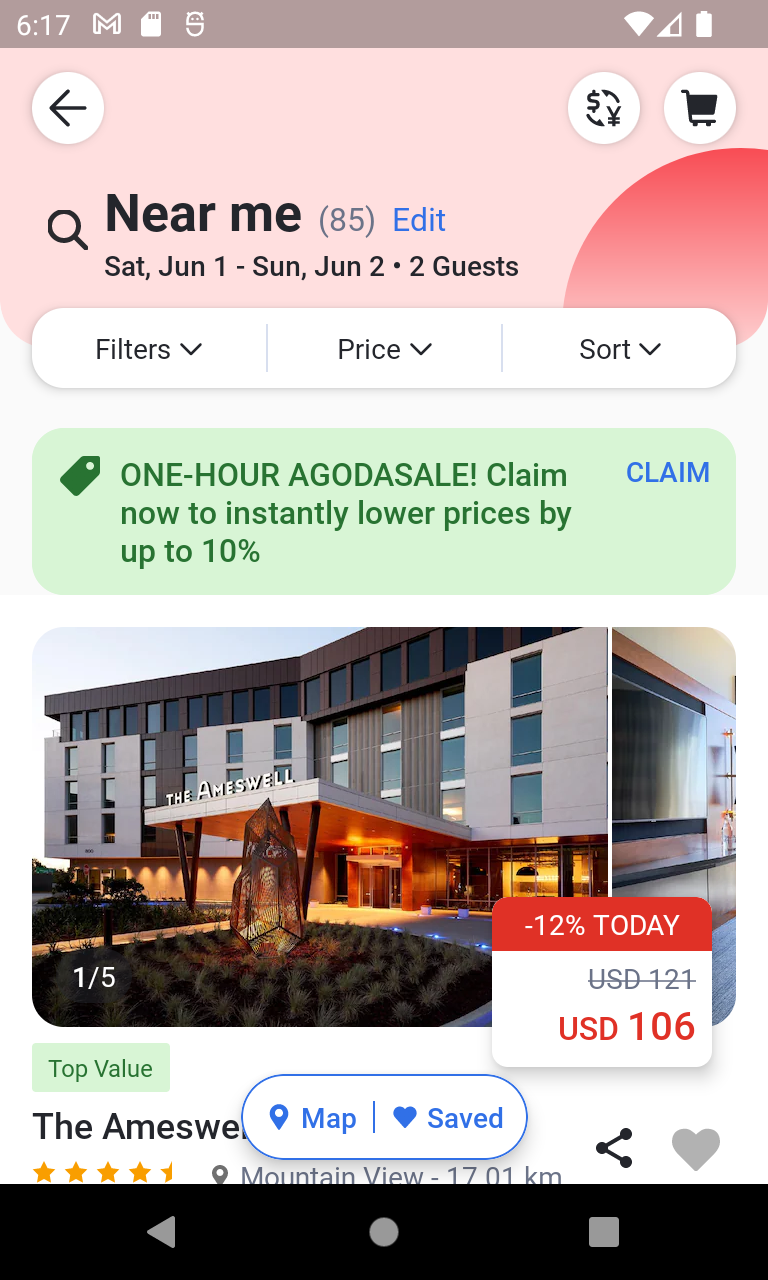 6:17
Near me (85) Edit
Sat, Jun 1 - Sun, Jun 2 • 2 Guests
Filters
Price
Sort
ONE-HOUR AGODASALE! Claim
now to instantly lower prices by
up to 10%
CLAIM
THE AMESWELL
1/5
-12% TODAY
USD 121
USD 106
Top Value
The Ameswel
Map
Saved
Mountain View - 17.01 km